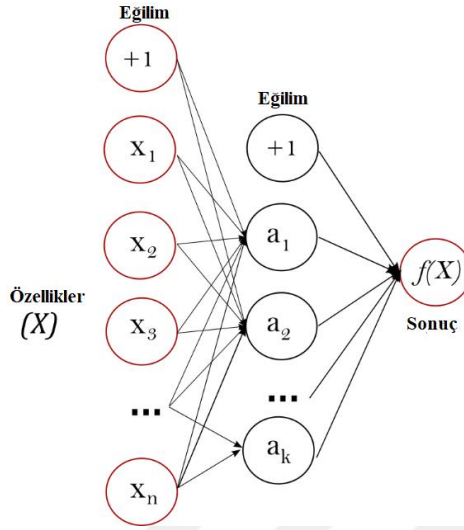 Eğilim
+1
x1
x2
x3
...
xn
Özellikler
(X)
Eğilim
+1
a1
a2
...
ak
f(X)
Sonuç